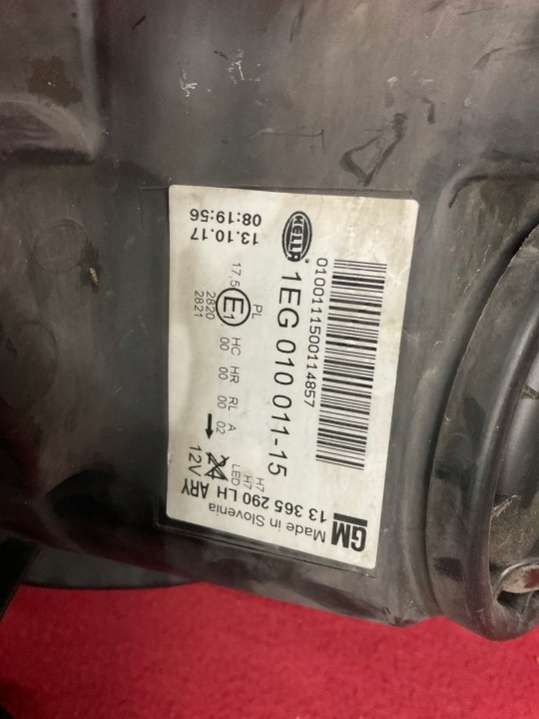 13.10.17
08:19:56
HELLA
0100111500114857
1EG 010 011-15
17,5
E1
PL HC HR RL A
2820 00 00 00 02
2821
H7
H7
LED
12V
GM
13 365 290 LH ARY
Made in Slovenia